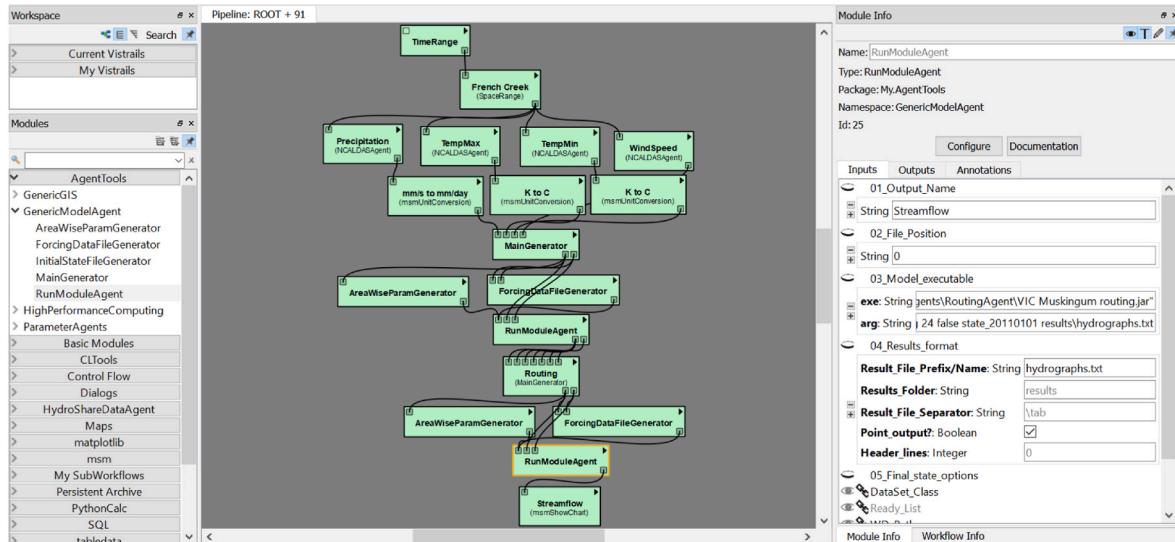 Workspace
Search
Current Vistrails
My Vistrails
Modules
AgentTools
GenericGIS
GenericModelAgent
AreaWiseParamGenerator
ForcingDataFileGenerator
InitialStateFileGenerator
MainGenerator
RunModuleAgent
HighPerformanceComputing
ParameterAgents
Basic Modules
CLTools
Control Flow
Dialogs
HydroShareDataAgent
Maps
matplotlib
msm
My SubWorkflows
Persistent Archive
PythonCalc
SQL
tabledata
Pipeline: ROOT + 91
TimeRange
French Creek
(SpaceRange)
Precipitation
(NCALDASAgent)
TempMax
(NCALDASAgent)
TempMin
(NCALDASAgent)
WindSpeed
(NCALDASAgent)
mm/s to mm/day
(msmUnitConversion)
K to C
(msmUnitConversion)
K to C
(msmUnitConversion)
MainGenerator
AreaWiseParamGenerator
ForcingDataFileGenerator
RunModuleAgent
Routing
(MainGenerator)
AreaWiseParamGenerator
ForcingDataFileGenerator
RunModuleAgent
Streamflow
(msmShowChart)
Module Info
Name: RunModuleAgent
Type: RunModuleAgent
Package: My.AgentTools
Namespace: GenericModelAgent
Id: 25
Configure Documentation
Inputs Outputs Annotations
01_Output_Name
String Streamflow
02_File_Position
String 0
03_Model_executable
exe: String gents\RoutingAgent\VIC Muskingum routing.jar"
arg: String 24 false state_20110101 results\hydrographs.txt
04_Results_format
Result_File_Prefix/Name: String hydrographs.txt
Results_Folder: String results
Result_File_Separator: String \tab
Point_output?: Boolean
Header_lines: Integer 0
05_Final_state_options
DataSet_Class
Ready_List
Module Info Workflow Info